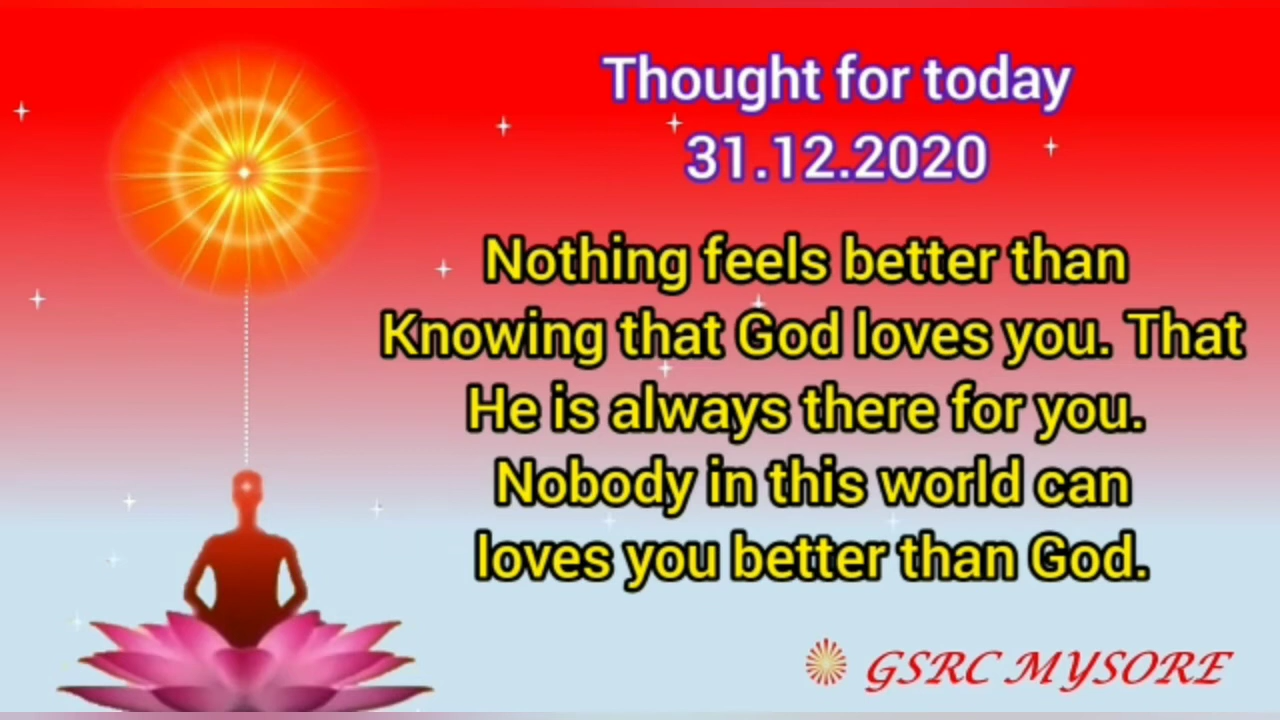 Thought for today
31.12.2020
Nothing feels better than
Knowing that God loves you. That
He is always there for you.
Nobody in this world can
loves you better than God.
GSRC MYSORE